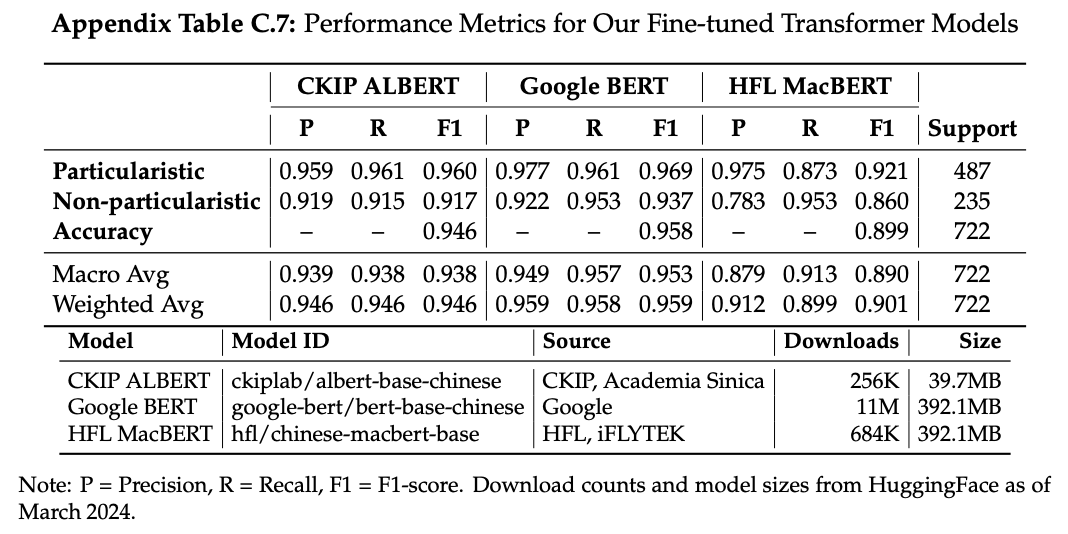 Appendix Table C.7: Performance Metrics for Our Fine-tuned Transformer Models
CKIP ALBERT Google BERT HFL MacBERT
P R F1 P R F1 P R F1 Support
Particularistic 0.959 0.961 0.960 0.977 0.961 0.969 0.975 0.873 0.921 487
Non-particularistic 0.919 0.915 0.917 0.922 0.953 0.937 0.783 0.953 0.860 235
Accuracy – – 0.946 – – 0.958 – – 0.899 722
Macro Avg 0.939 0.938 0.938 0.949 0.957 0.953 0.879 0.913 0.890 722
Weighted Avg 0.946 0.946 0.946 0.959 0.958 0.959 0.912 0.899 0.901 722
Model Model ID Source Downloads Size
CKIP ALBERT ckiplab/albert-base-chinese CKIP, Academia Sinica 256K 39.7MB
Google BERT google-bert/bert-base-chinese Google 11M 392.1MB
HFL MacBERT hfl/chinese-macbert-base HFL, iFLYTEK 684K 392.1MB
Note: P = Precision, R = Recall, F1 = F1-score. Download counts and model sizes from HuggingFace as of
March 2024.